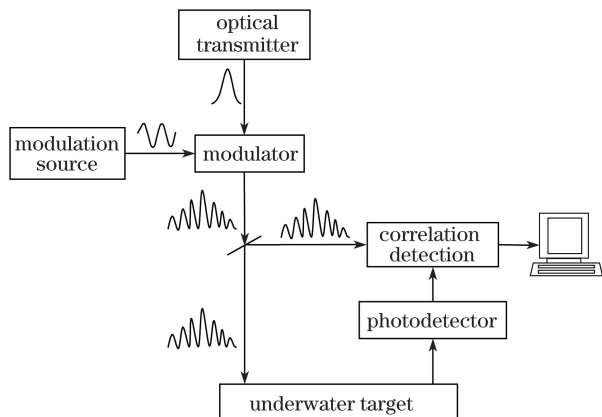 optical
transmitter
modulation
source
modulator
correlation
detection
photodetector
underwater target